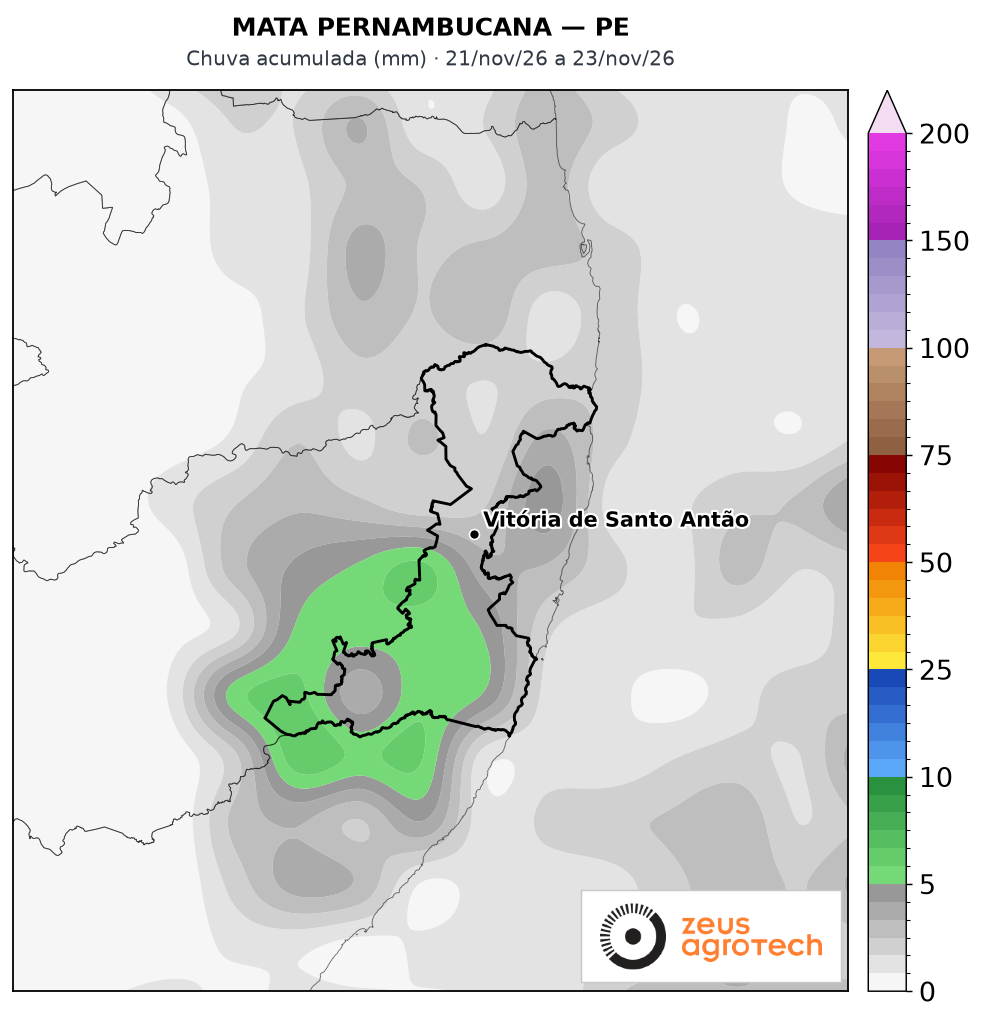 MATA PERNAMBUCANA — PE
Chuva acumulada (mm) · 21/nov/26 a 23/nov/26
200
150
100
75
50
25
10
5
0
Vitória de Santo Antão
zeus
agrotech